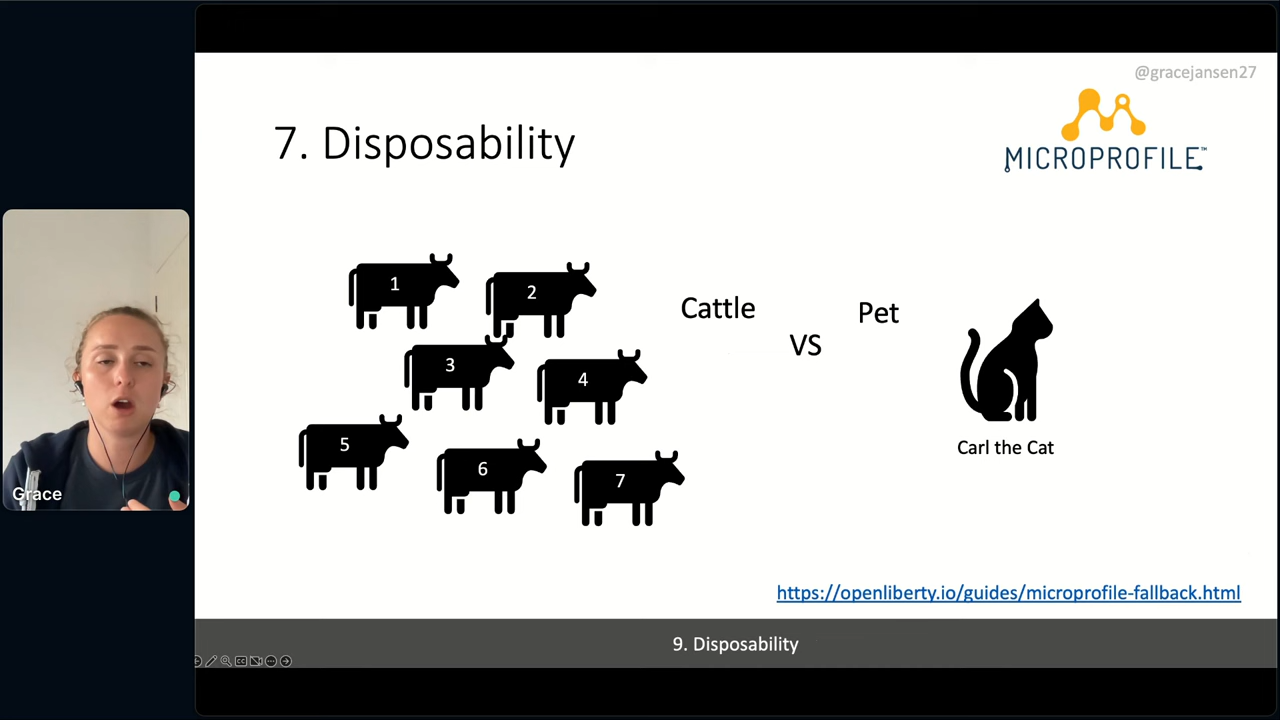 @gracejansen27
7. Disposability
MICROPROFILE™
1
2
3
4
5
6
7
Cattle
VS
Pet
Carl the Cat
Grace
https://openliberty.io/guides/microprofile-fallback.html
9. Disposability